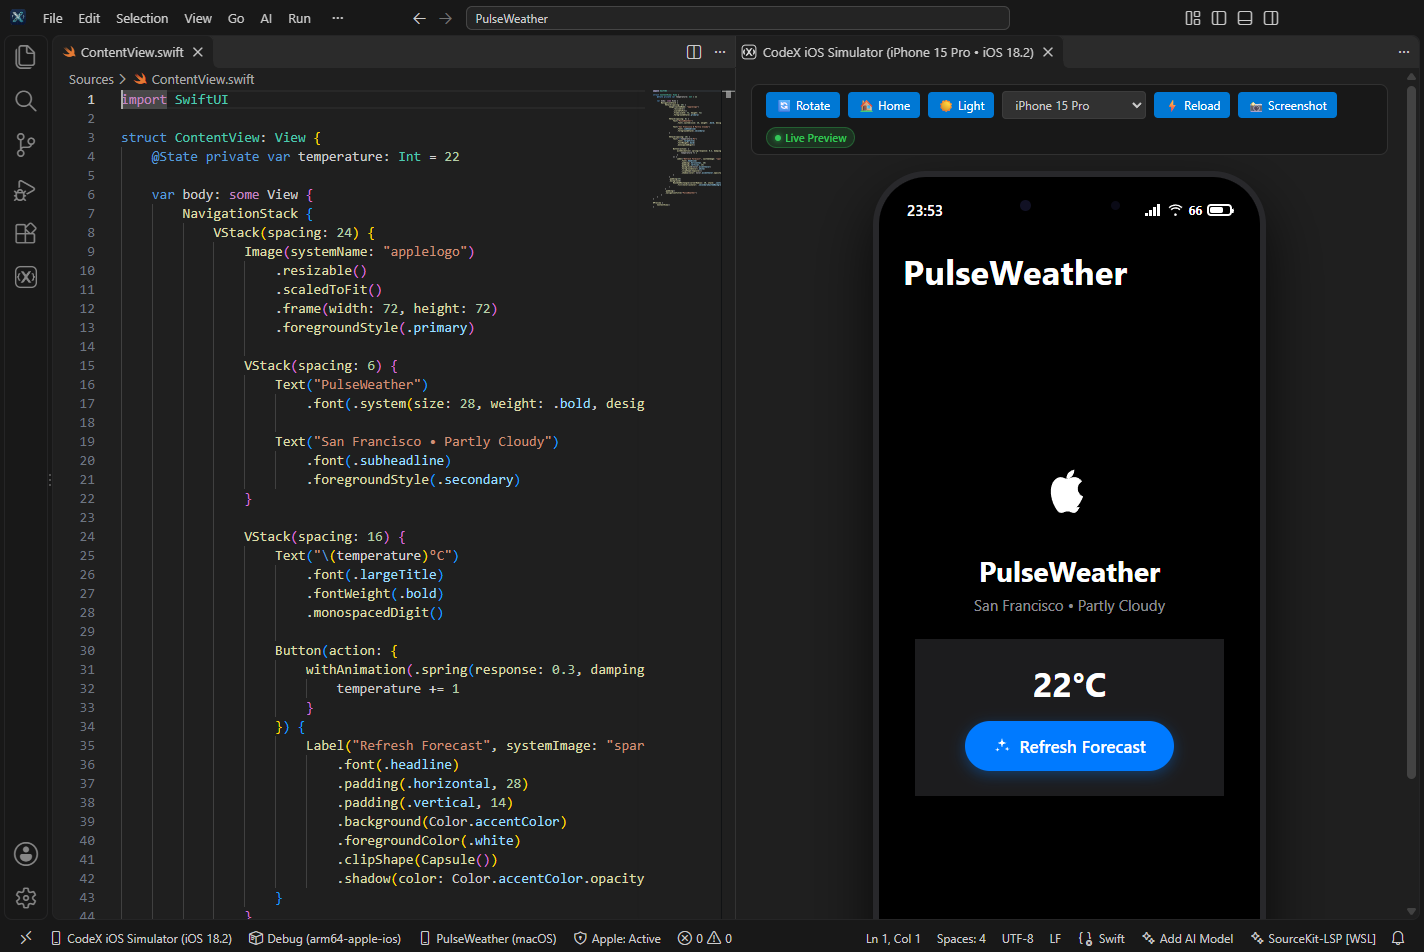 File Edit Selection View Go AI Run ··· PulseWeather
ContentView.swift
Sources > ContentView.swift
1 import SwiftUI
2
3 struct ContentView: View {
4 @State private var temperature: Int = 22
5
6 var body: some View {
7 NavigationStack {
8 VStack(spacing: 24) {
9 Image(systemName: "applelogo")
10 .resizable()
11 .scaledToFit()
12 .frame(width: 72, height: 72)
13 .foregroundStyle(.primary)
14
15 VStack(spacing: 6) {
16 Text("PulseWeather")
17 .font(.system(size: 28, weight: .bold, desig
18
19 Text("San Francisco • Partly Cloudy")
20 .font(.subheadline)
21 .foregroundStyle(.secondary)
22 }
23
24 VStack(spacing: 16) {
25 Text("\(temperature)°C")
26 .font(.largeTitle)
27 .fontWeight(.bold)
28 .monospacedDigit()
29
30 Button(action: {
31 withAnimation(.spring(response: 0.3, damping
32 temperature += 1
33 }
34 }) {
35 Label("Refresh Forecast", systemImage: "spar
36 .font(.headline)
37 .padding(.horizontal, 28)
38 .padding(.vertical, 14)
39 .background(Color.accentColor)
40 .foregroundColor(.white)
41 .clipShape(Capsule())
42 .shadow(color: Color.accentColor.opacity
43 }
44 }
CodeX iOS Simulator (iPhone 15 Pro • iOS 18.2)
Rotate Home Light iPhone 15 Pro Reload Screenshot
Live Preview
23:53 66
PulseWeather
PulseWeather
San Francisco • Partly Cloudy
22°C
Refresh Forecast
CodeX iOS Simulator (iOS 18.2) Debug (arm64-apple-ios) PulseWeather (macOS) Apple: Active 0 0 Ln 1, Col 1 Spaces: 4 UTF-8 LF Swift Add AI Model SourceKit-LSP [WSL]